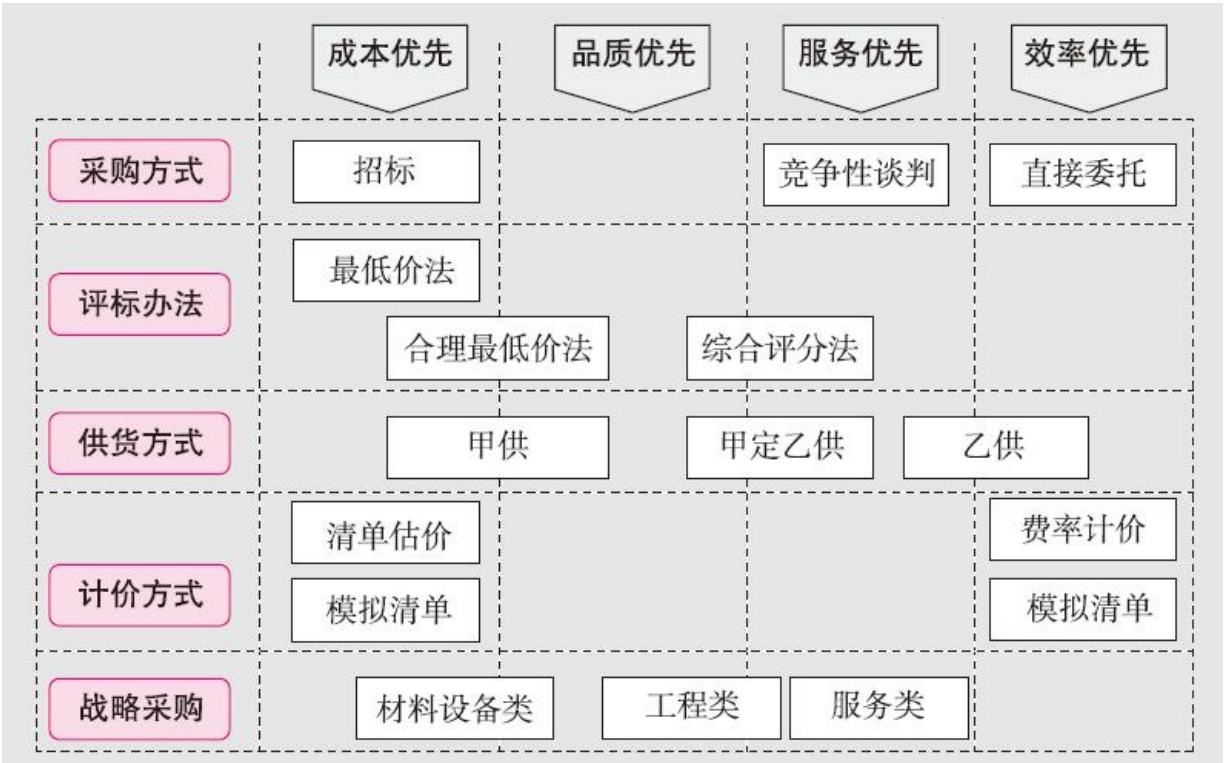 成本优先
品质优先
服务优先
效率优先
采购方式
招标
竞争性谈判
直接委托
评标办法
最低价法
合理最低价法
综合评分法
供货方式
甲供
甲定乙供
乙供
计价方式
清单估价
费率计价
模拟清单
模拟清单
战略采购
材料设备类
工程类
服务类